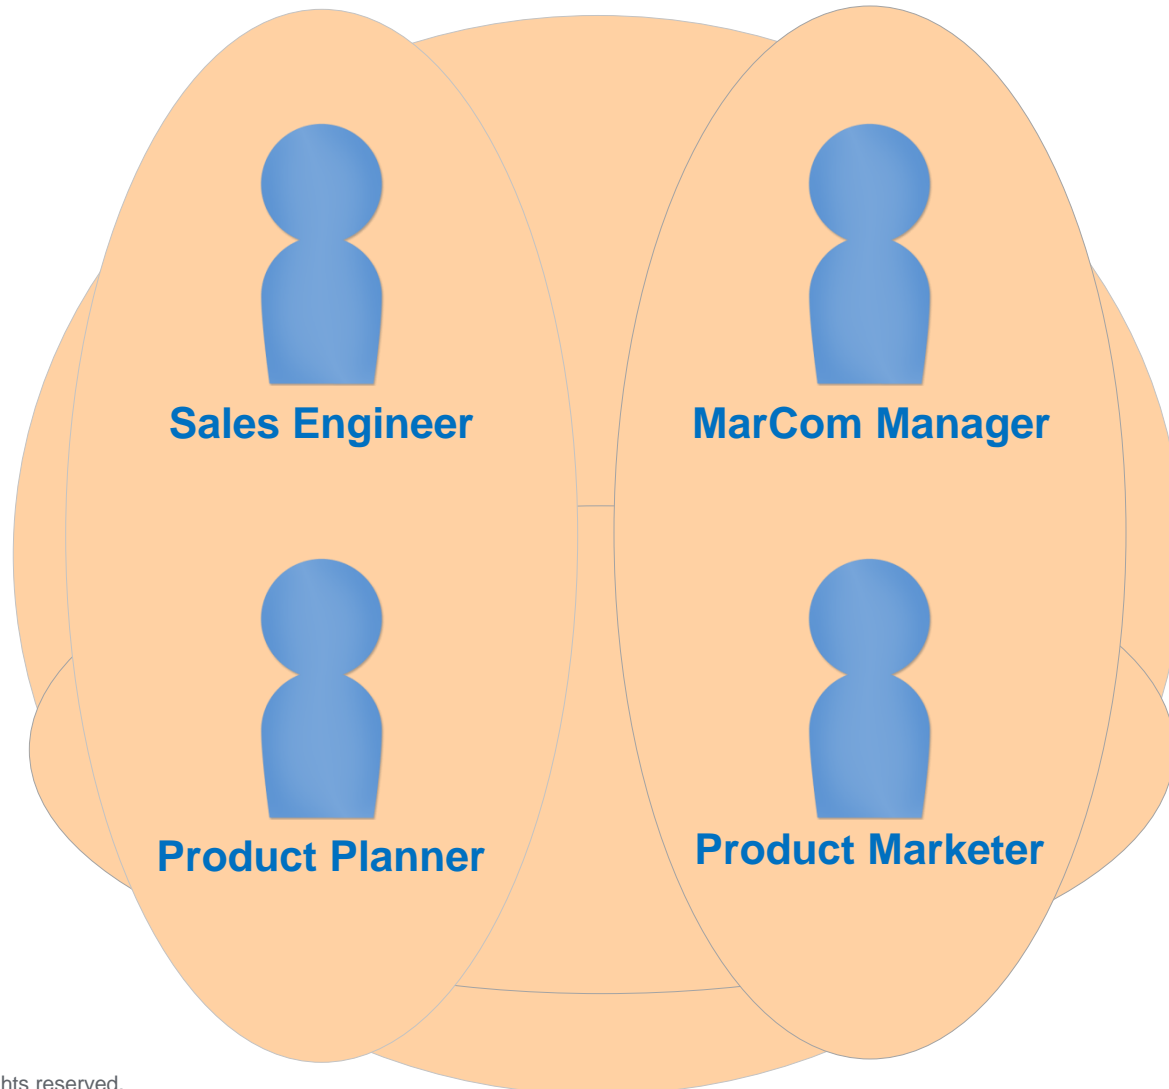 Sales Engineer
MarCom Manager
Product Planner
Product Marketer
hts reserved.